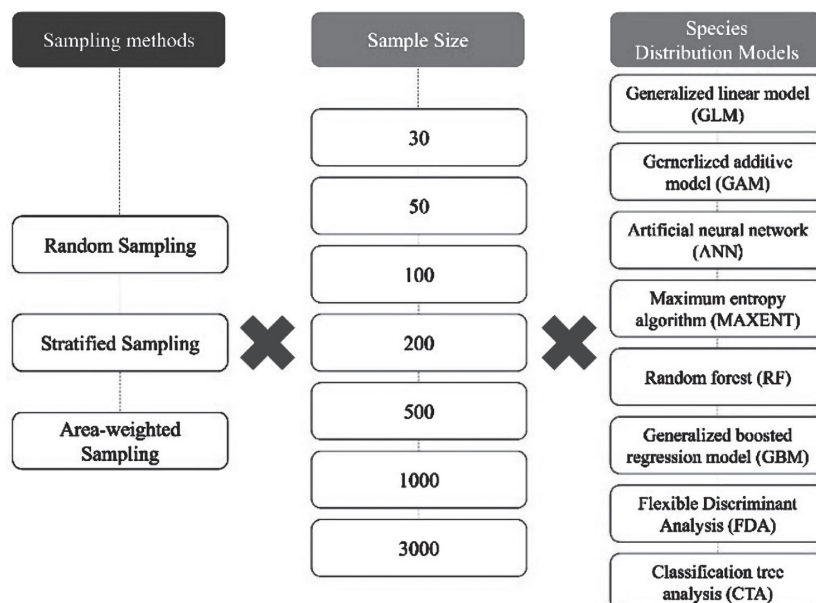 Sampling methods
Random Sampling
Stratified Sampling
Area-weighted
Sampling
Sample Size
30
50
100
200
500
1000
3000
Species
Distribution Models
Generalized linear model
(GLM)
Gernerlized additive
model (GAM)
Artificial neural network
(ANN)
Maximum entropy
algorithm (MAXENT)
Random forest (RF)
Generalized boosted
regression model (GBM)
Flexible Discriminant
Analysis (FDA)
Classification tree
analysis (CTA)